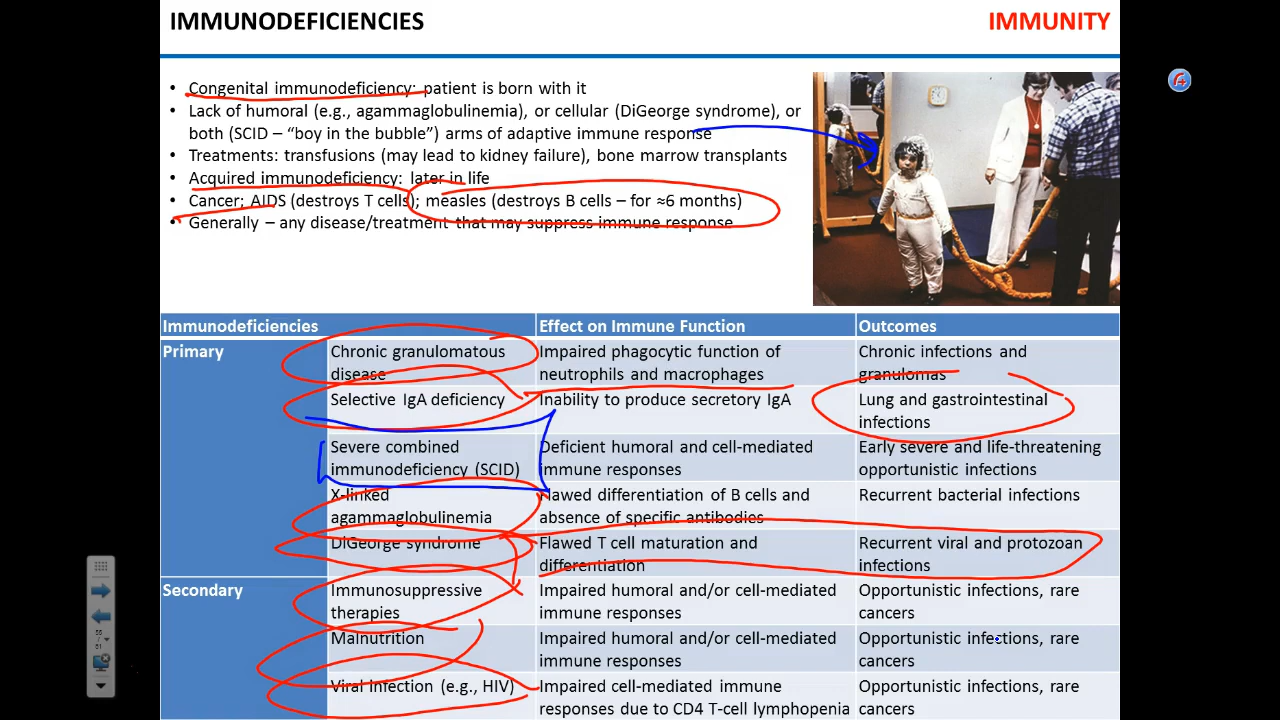 IMMUNODEFICIENCIES
IMMUNITY
• Congenital immunodeficiency: patient is born with it
• Lack of humoral (e.g., agammaglobulinemia), or cellular (DiGeorge syndrome), or
both (SCID – “boy in the bubble”) arms of adaptive immune response
• Treatments: transfusions (may lead to kidney failure), bone marrow transplants
• Acquired immunodeficiency: later in life
• Cancer; AIDS (destroys T cells); measles (destroys B cells – for ≈6 months)
• Generally – any disease/treatment that may suppress immune response
Immunodeficiencies
Effect on Immune Function
Outcomes
Primary
Chronic granulomatous
disease
Impaired phagocytic function of
neutrophils and macrophages
Chronic infections and
granulomas
Selective IgA deficiency
Inability to produce secretory IgA
Lung and gastrointestinal
infections
Severe combined
immunodeficiency (SCID)
Deficient humoral and cell-mediated
immune responses
Early severe and life-threatening
opportunistic infections
X-linked
agammaglobulinemia
Flawed differentiation of B cells and
absence of specific antibodies
Recurrent bacterial infections
DiGeorge syndrome
Flawed T cell maturation and
differentiation
Recurrent viral and protozoan
infections
Secondary
Immunosuppressive
therapies
Impaired humoral and/or cell-mediated
immune responses
Opportunistic infections, rare
cancers
Malnutrition
Impaired humoral and/or cell-mediated
immune responses
Opportunistic infections, rare
cancers
Viral infection (e.g., HIV)
Impaired cell-mediated immune
responses due to CD4 T-cell lymphopenia
Opportunistic infections, rare
cancers